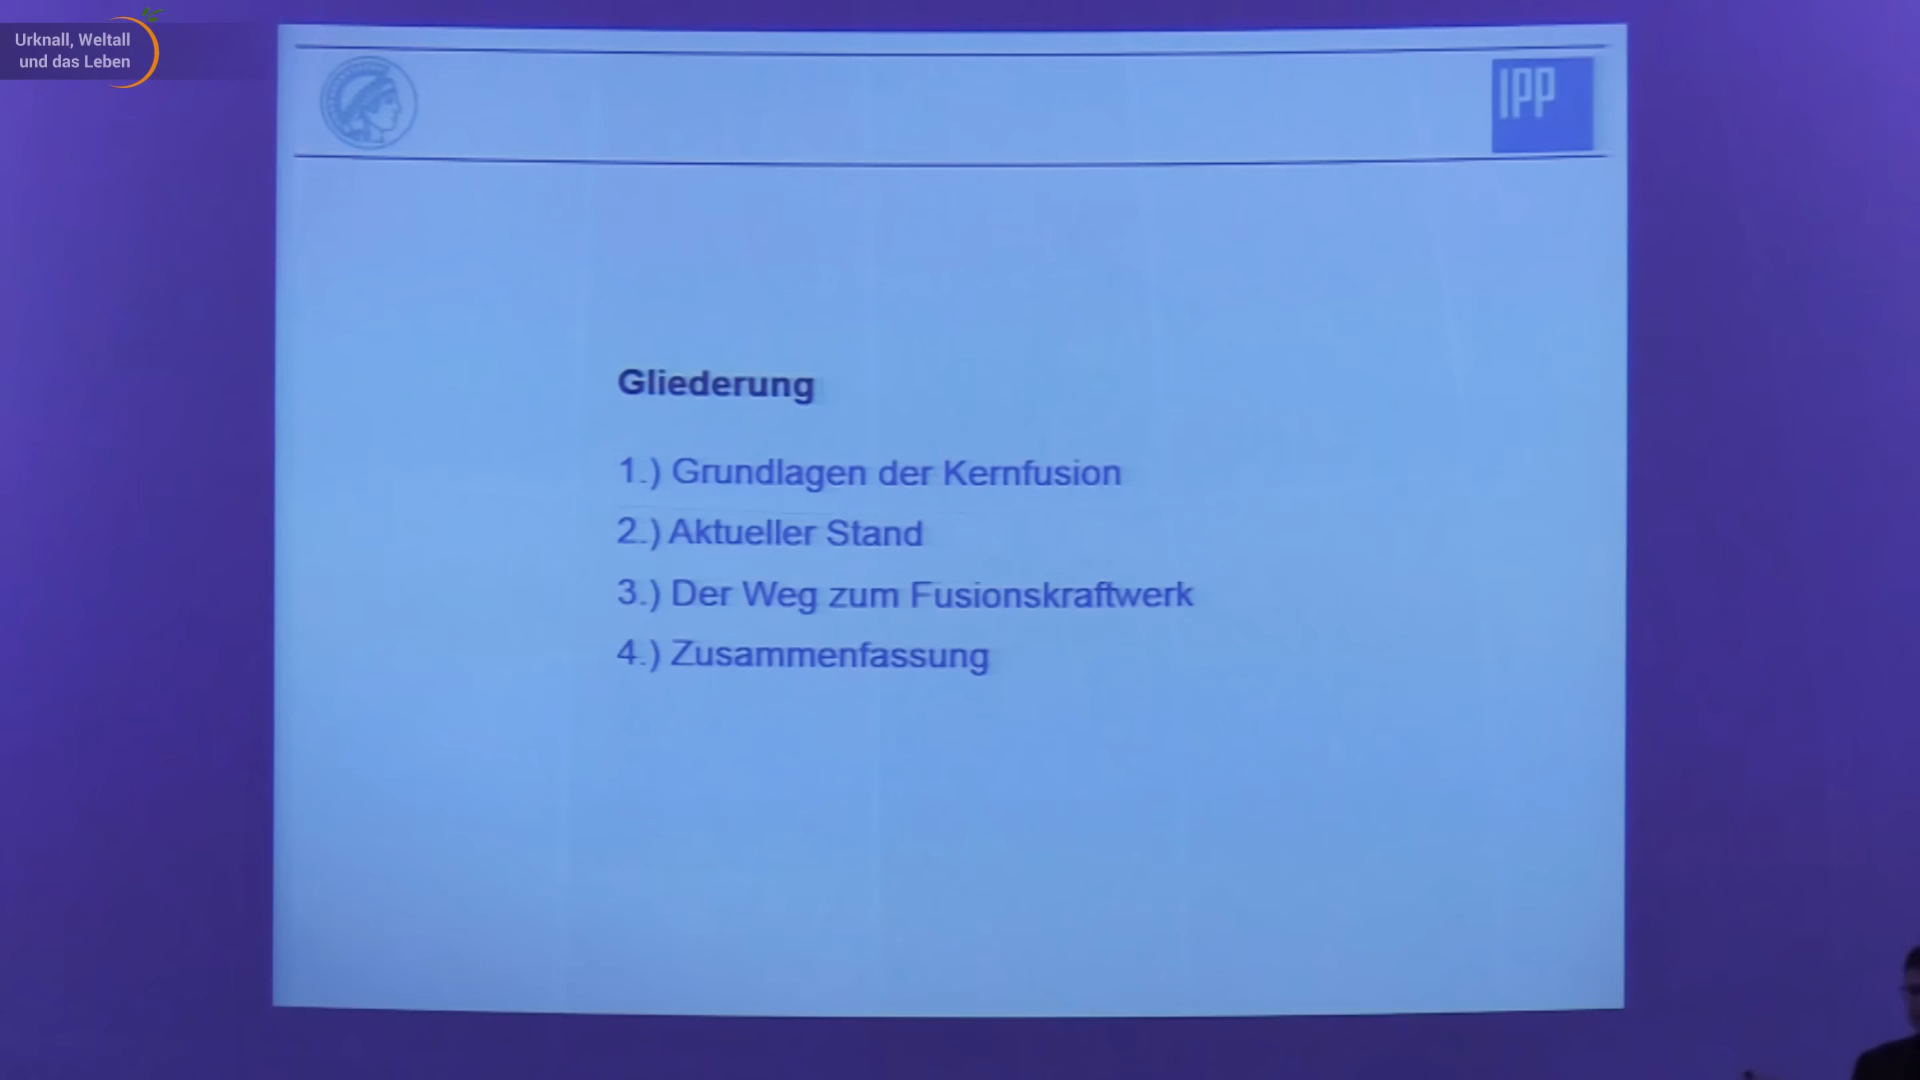 Urknall, Weltall
und das Leben
IPP
Gliederung
1.) Grundlagen der Kernfusion
2.) Aktueller Stand
3.) Der Weg zum Fusionskraftwerk
4.) Zusammenfassung